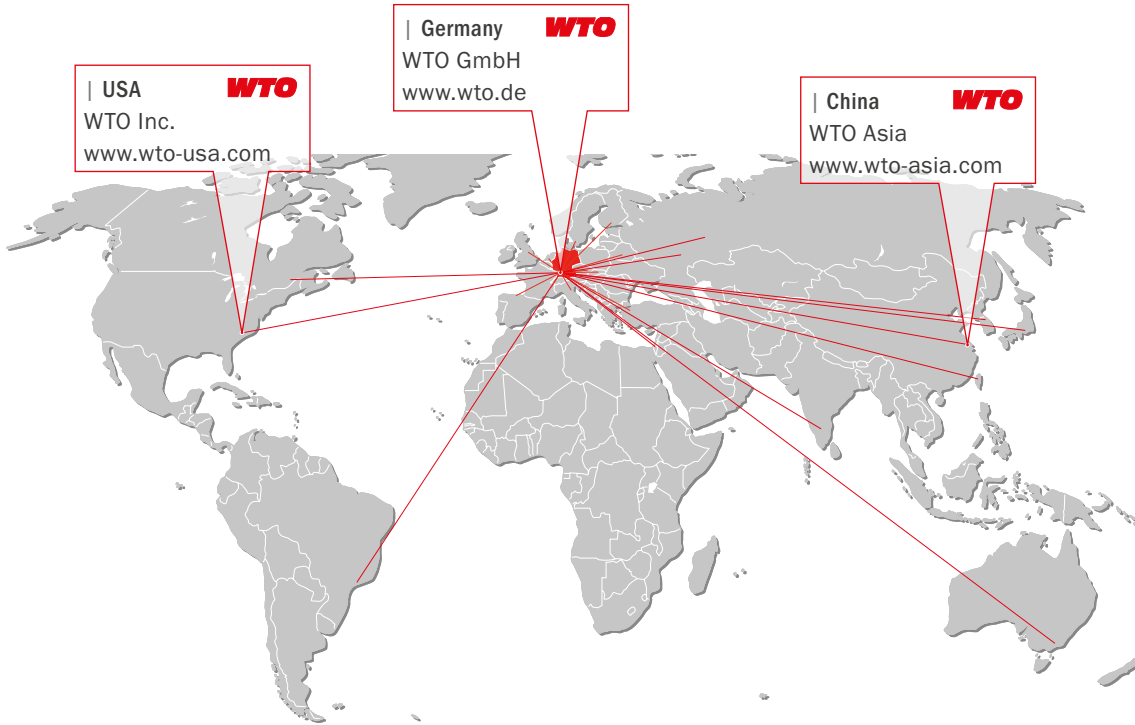 | USA WTO
WTO Inc.
www.wto-usa.com
| Germany WTO
WTO GmbH
www.wto.de
| China WTO
WTO Asia
www.wto-asia.com